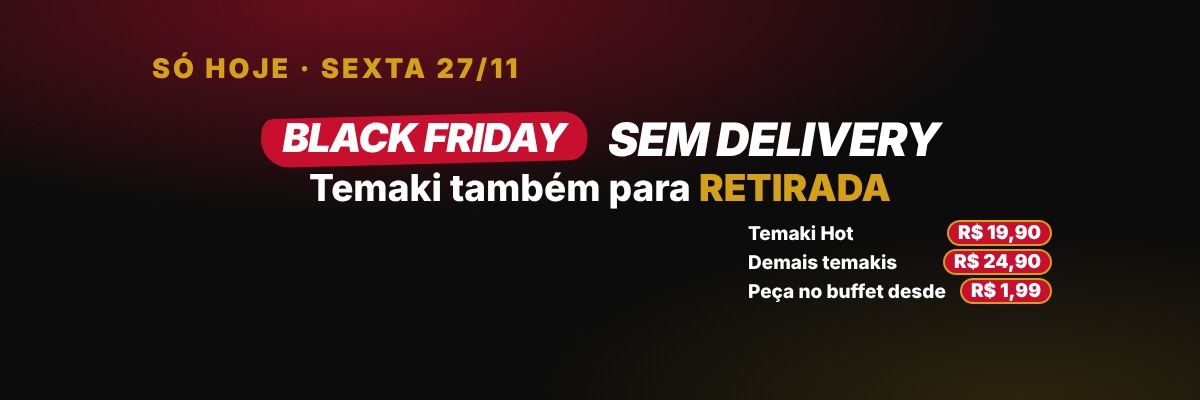 SÓ HOJE · SEXTA 27/11
BLACK FRIDAY SEM DELIVERY
Temaki também para RETIRADA
Temaki Hot R$ 19,90
Demais temakis R$ 24,90
Peça no buffet desde R$ 1,99